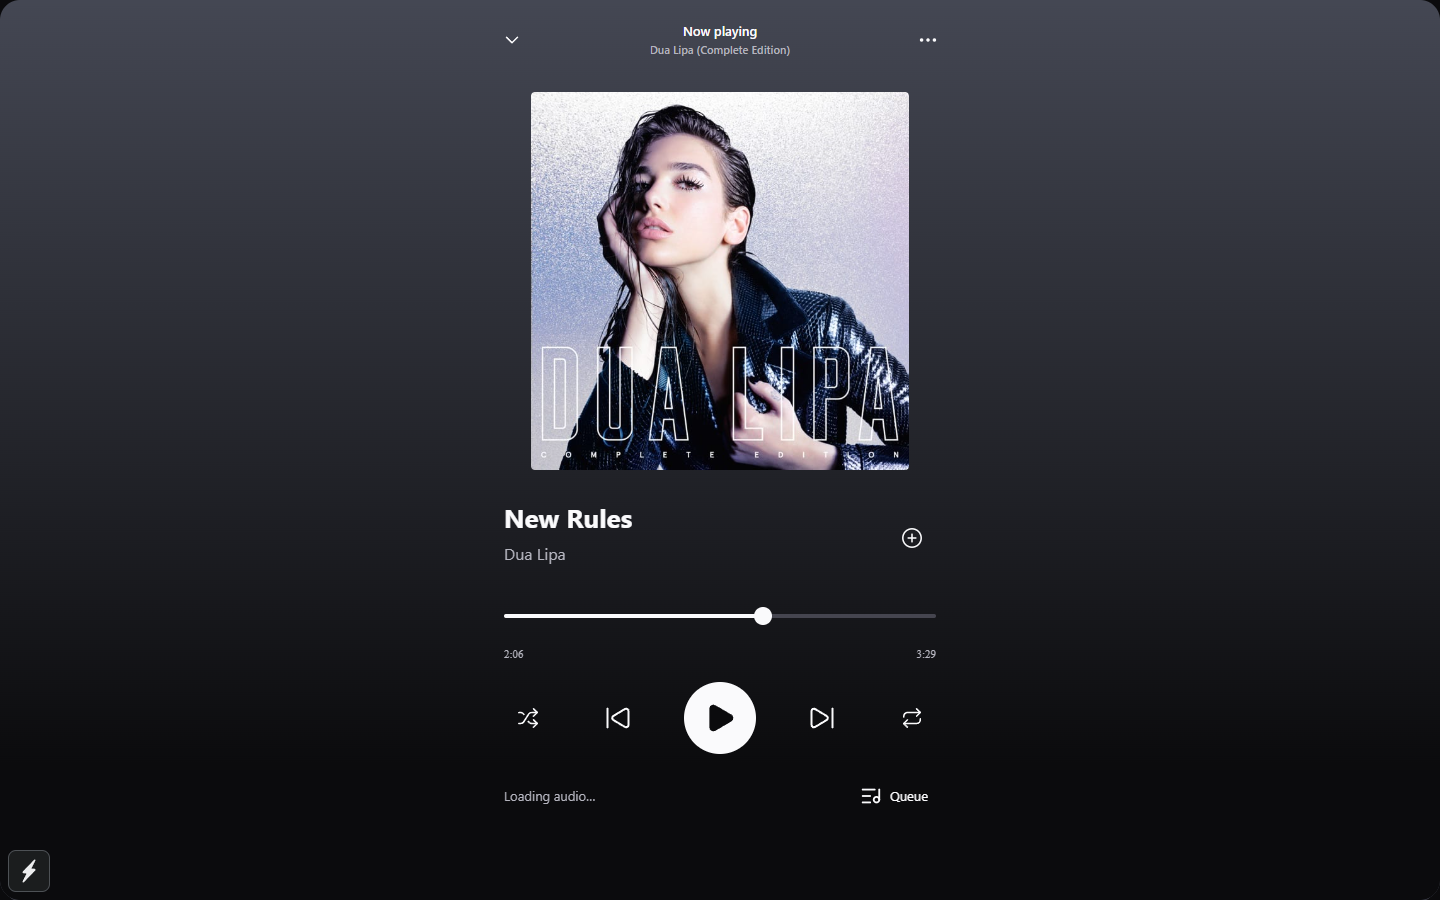 Now playing
Dua Lipa (Complete Edition)
DUA LIPA
COMPLETE EDITION
New Rules
Dua Lipa
2:06
3:29
Loading audio...
Queue